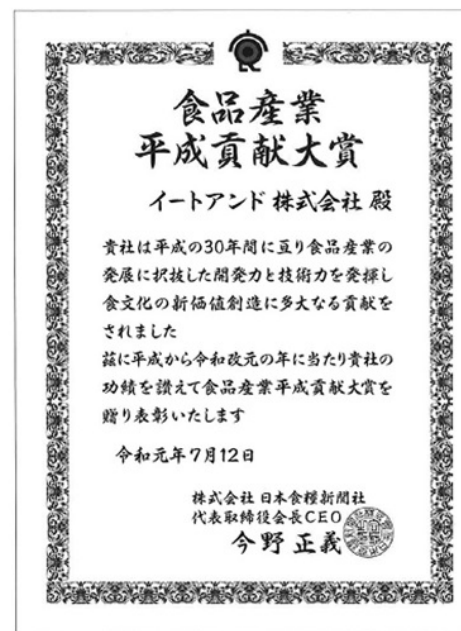 食品産業
平成貢献大賞
イートアンド株式会社 殿
貴社は平成の30年間に亘り食品産業の
発展に択抜した開発力と技術力を発揮し
食文化の新価値創造に多大なる貢献を
されました
茲に平成から令和改元の年に当たり貴社の
功績を讃えて食品産業平成貢献大賞を
贈り表彰いたします
令和元年7月12日
株式会社 日本食糧新聞社
代表取締役会長CEO
今野正義